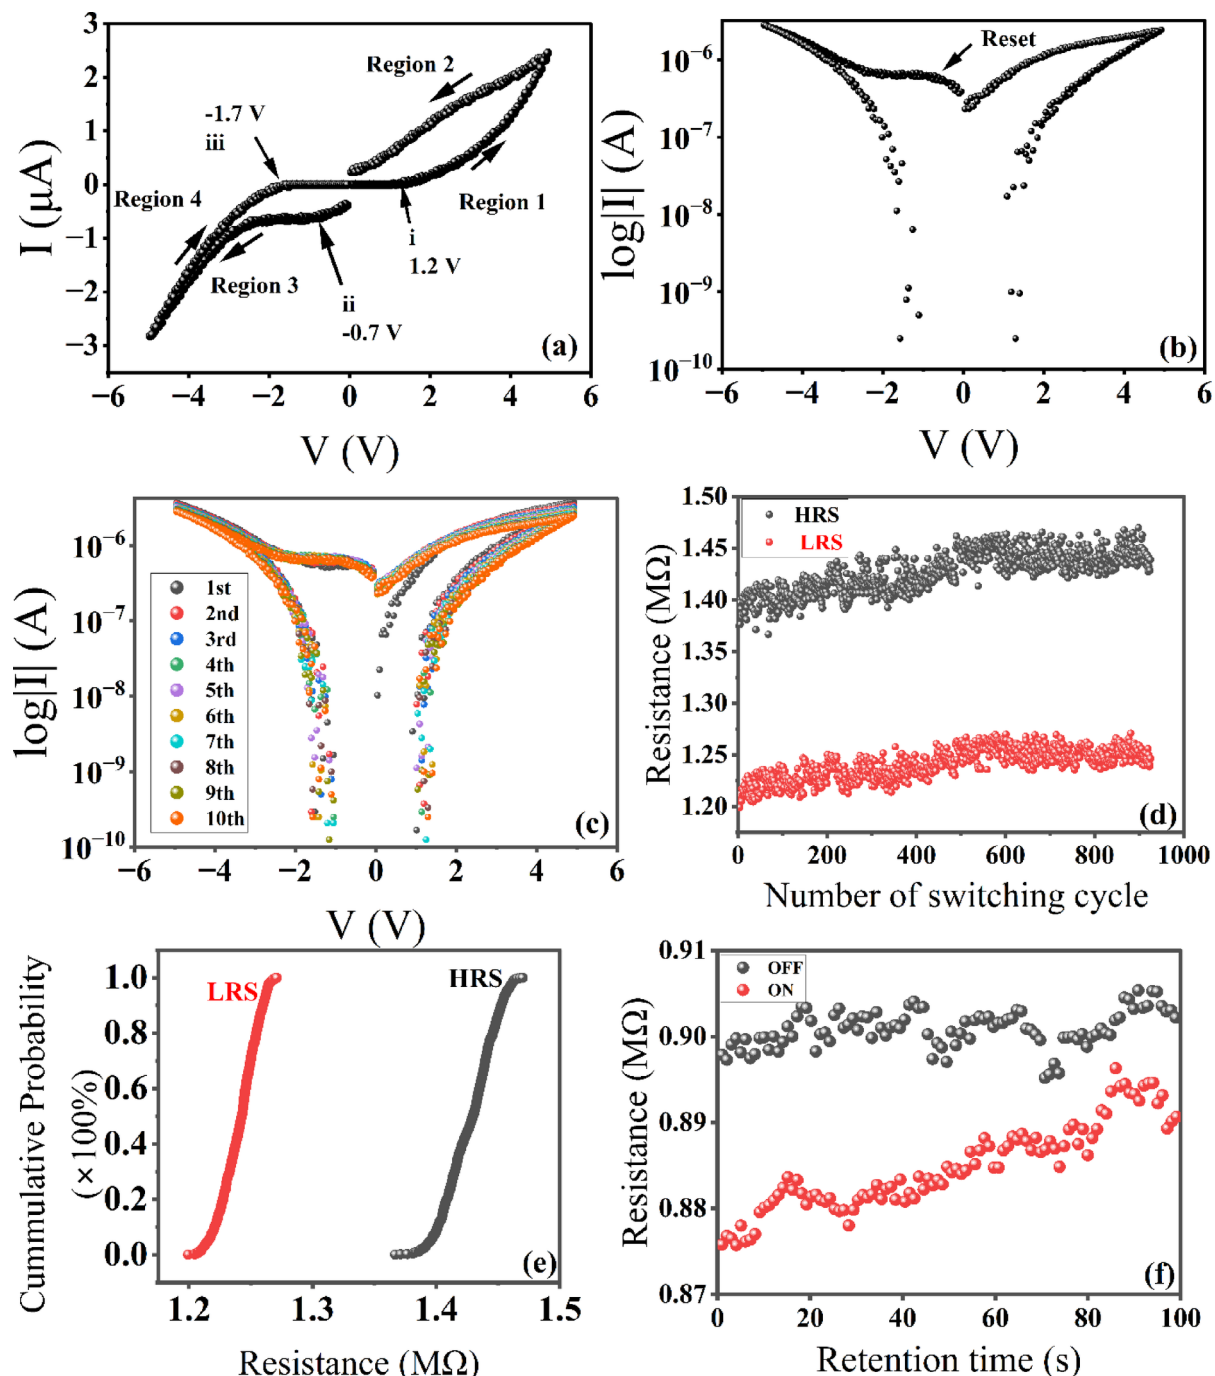 I (μA)
3
2
1
0
−1
−2
−3
Region 2
-1.7 V
iii
Region 4
Region 1
i
1.2 V
Region 3
ii
-0.7 V
(a)
−6 −4 −2 0 2 4 6
V (V)
log|I| (A)
10⁻⁶
10⁻⁷
10⁻⁸
10⁻⁹
10⁻¹⁰
Reset
(b)
−6 −4 −2 0 2 4 6
V (V)
log|I| (A)
10⁻⁶
10⁻⁷
10⁻⁸
10⁻⁹
10⁻¹⁰
1st
2nd
3rd
4th
5th
6th
7th
8th
9th
10th
(c)
−6 −4 −2 0 2 4 6
V (V)
Resistance (MΩ)
1.50
1.45
1.40
1.35
1.30
1.25
1.20
HRS
LRS
(d)
0 200 400 600 800 1000
Number of switching cycle
Cummulative Probability
(×100%)
1.0
0.8
0.6
0.4
0.2
0.0
LRS
HRS
(e)
1.2 1.3 1.4 1.5
Resistance (MΩ)
Resistance (MΩ)
0.91
0.90
0.89
0.88
0.87
OFF
ON
(f)
0 20 40 60 80 100
Retention time (s)